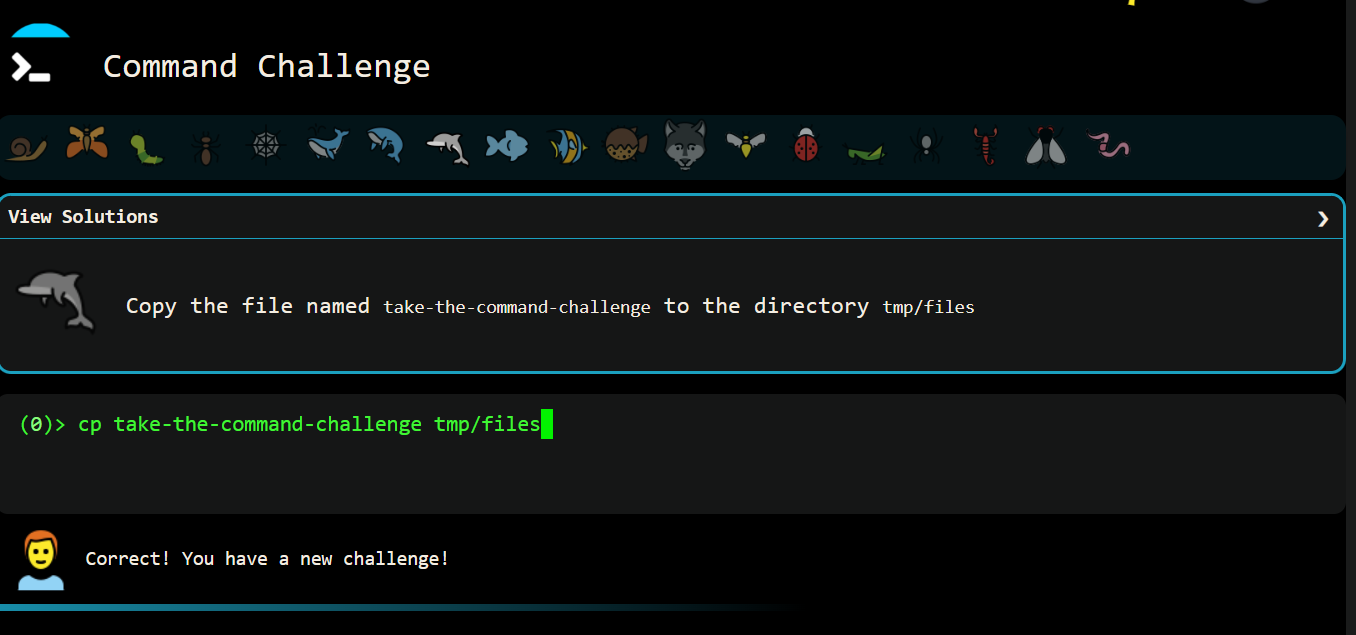 Command Challenge
View Solutions
Copy the file named take-the-command-challenge to the directory tmp/files
(0)> cp take-the-command-challenge tmp/files
Correct! You have a new challenge!